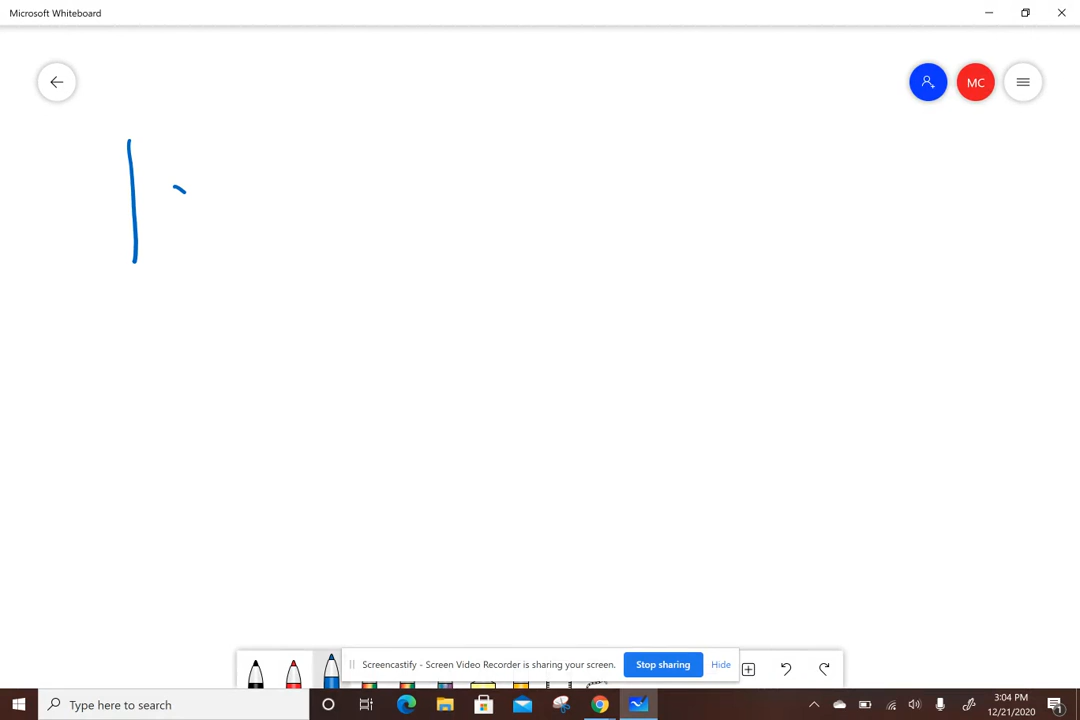 Microsoft Whiteboard
MC
Screencastify - Screen Video Recorder is sharing your screen.
Stop sharing
Hide
Type here to search
3:04 PM
12/21/2020
1